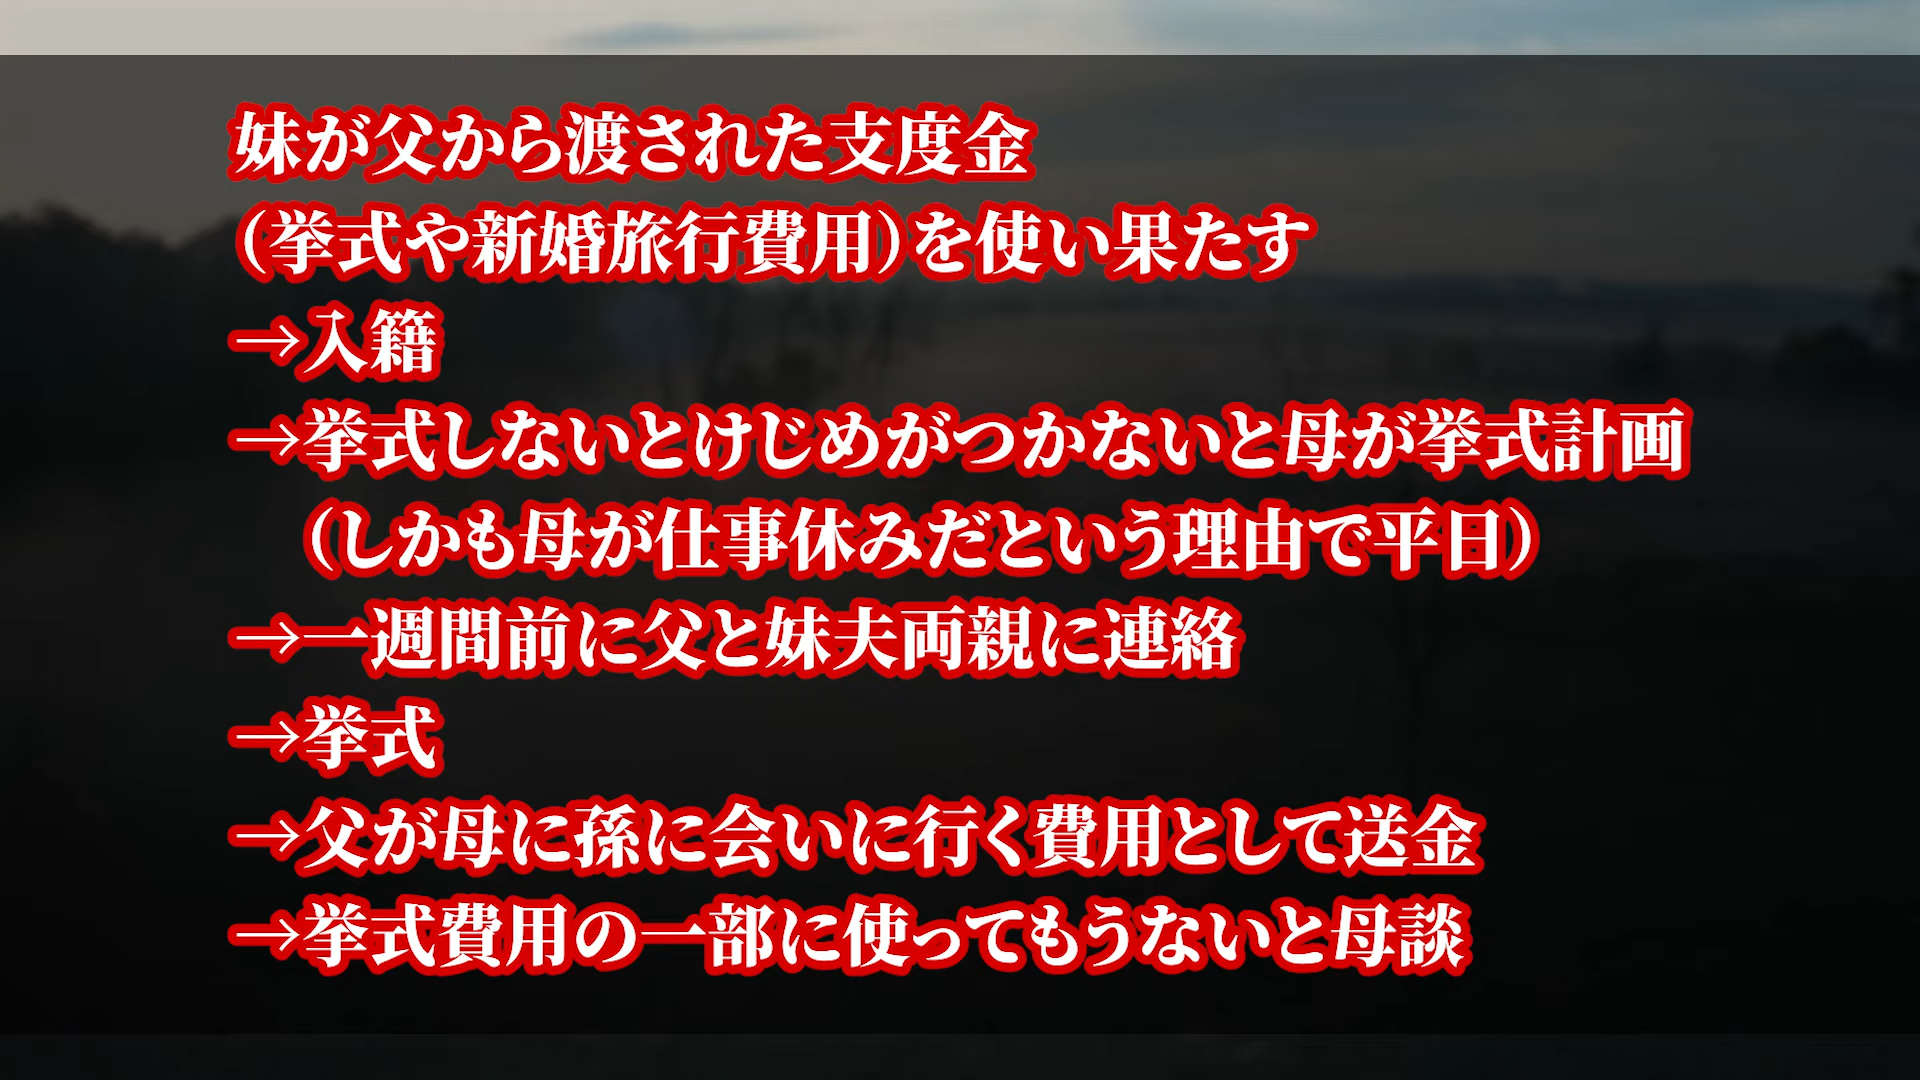 妹が父から渡された支度金
（挙式や新婚旅行費用）を使い果たす
→入籍
→挙式しないとけじめがつかないと母が挙式計画
（しかも母が仕事休みだという理由で平日）
→一週間前に父と妹夫両親に連絡
→挙式
→父が母に孫に会いに行く費用として送金
→挙式費用の一部に使ってもうないと母談